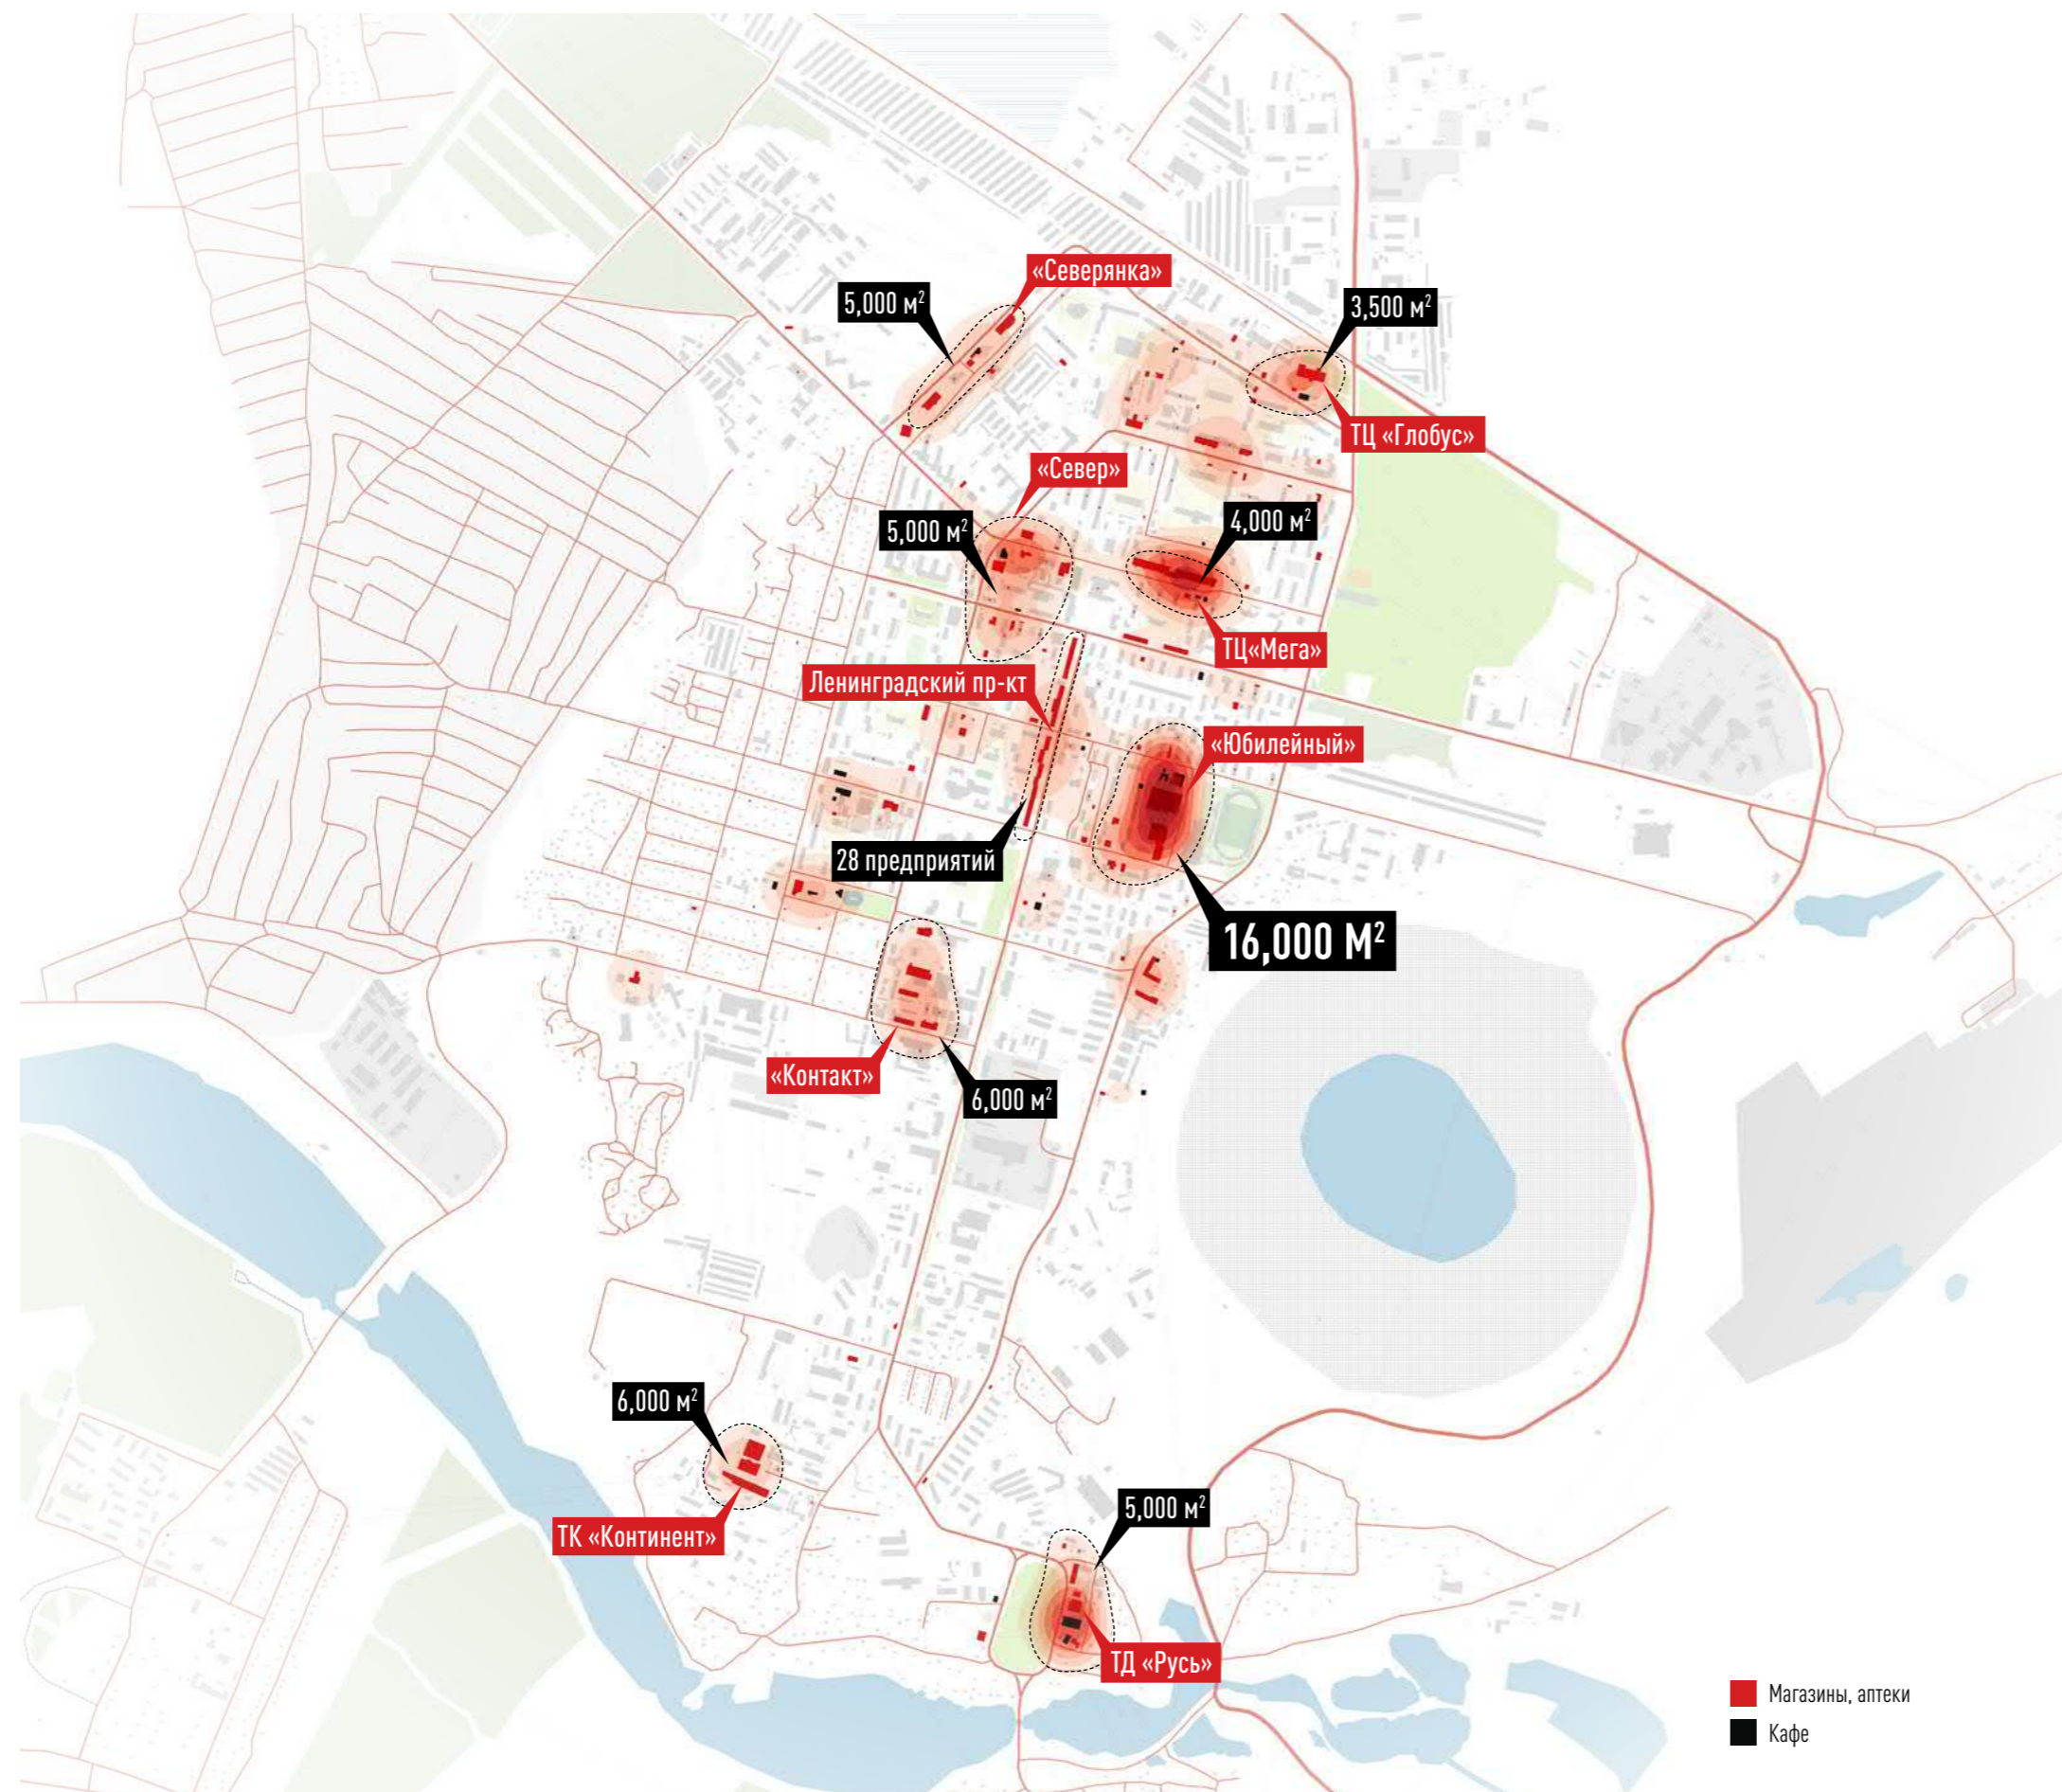 «Северянка»
5,000 м²
3,500 м²
ТЦ «Глобус»
«Север»
5,000 м²
4,000 м²
ТЦ«Мега»
Ленинградский пр-кт
«Юбилейный»
28 предприятий
16,000 М²
«Контакт»
6,000 м²
6,000 м²
ТК «Континент»
5,000 м²
ТД «Русь»
Магазины, аптеки
Кафе